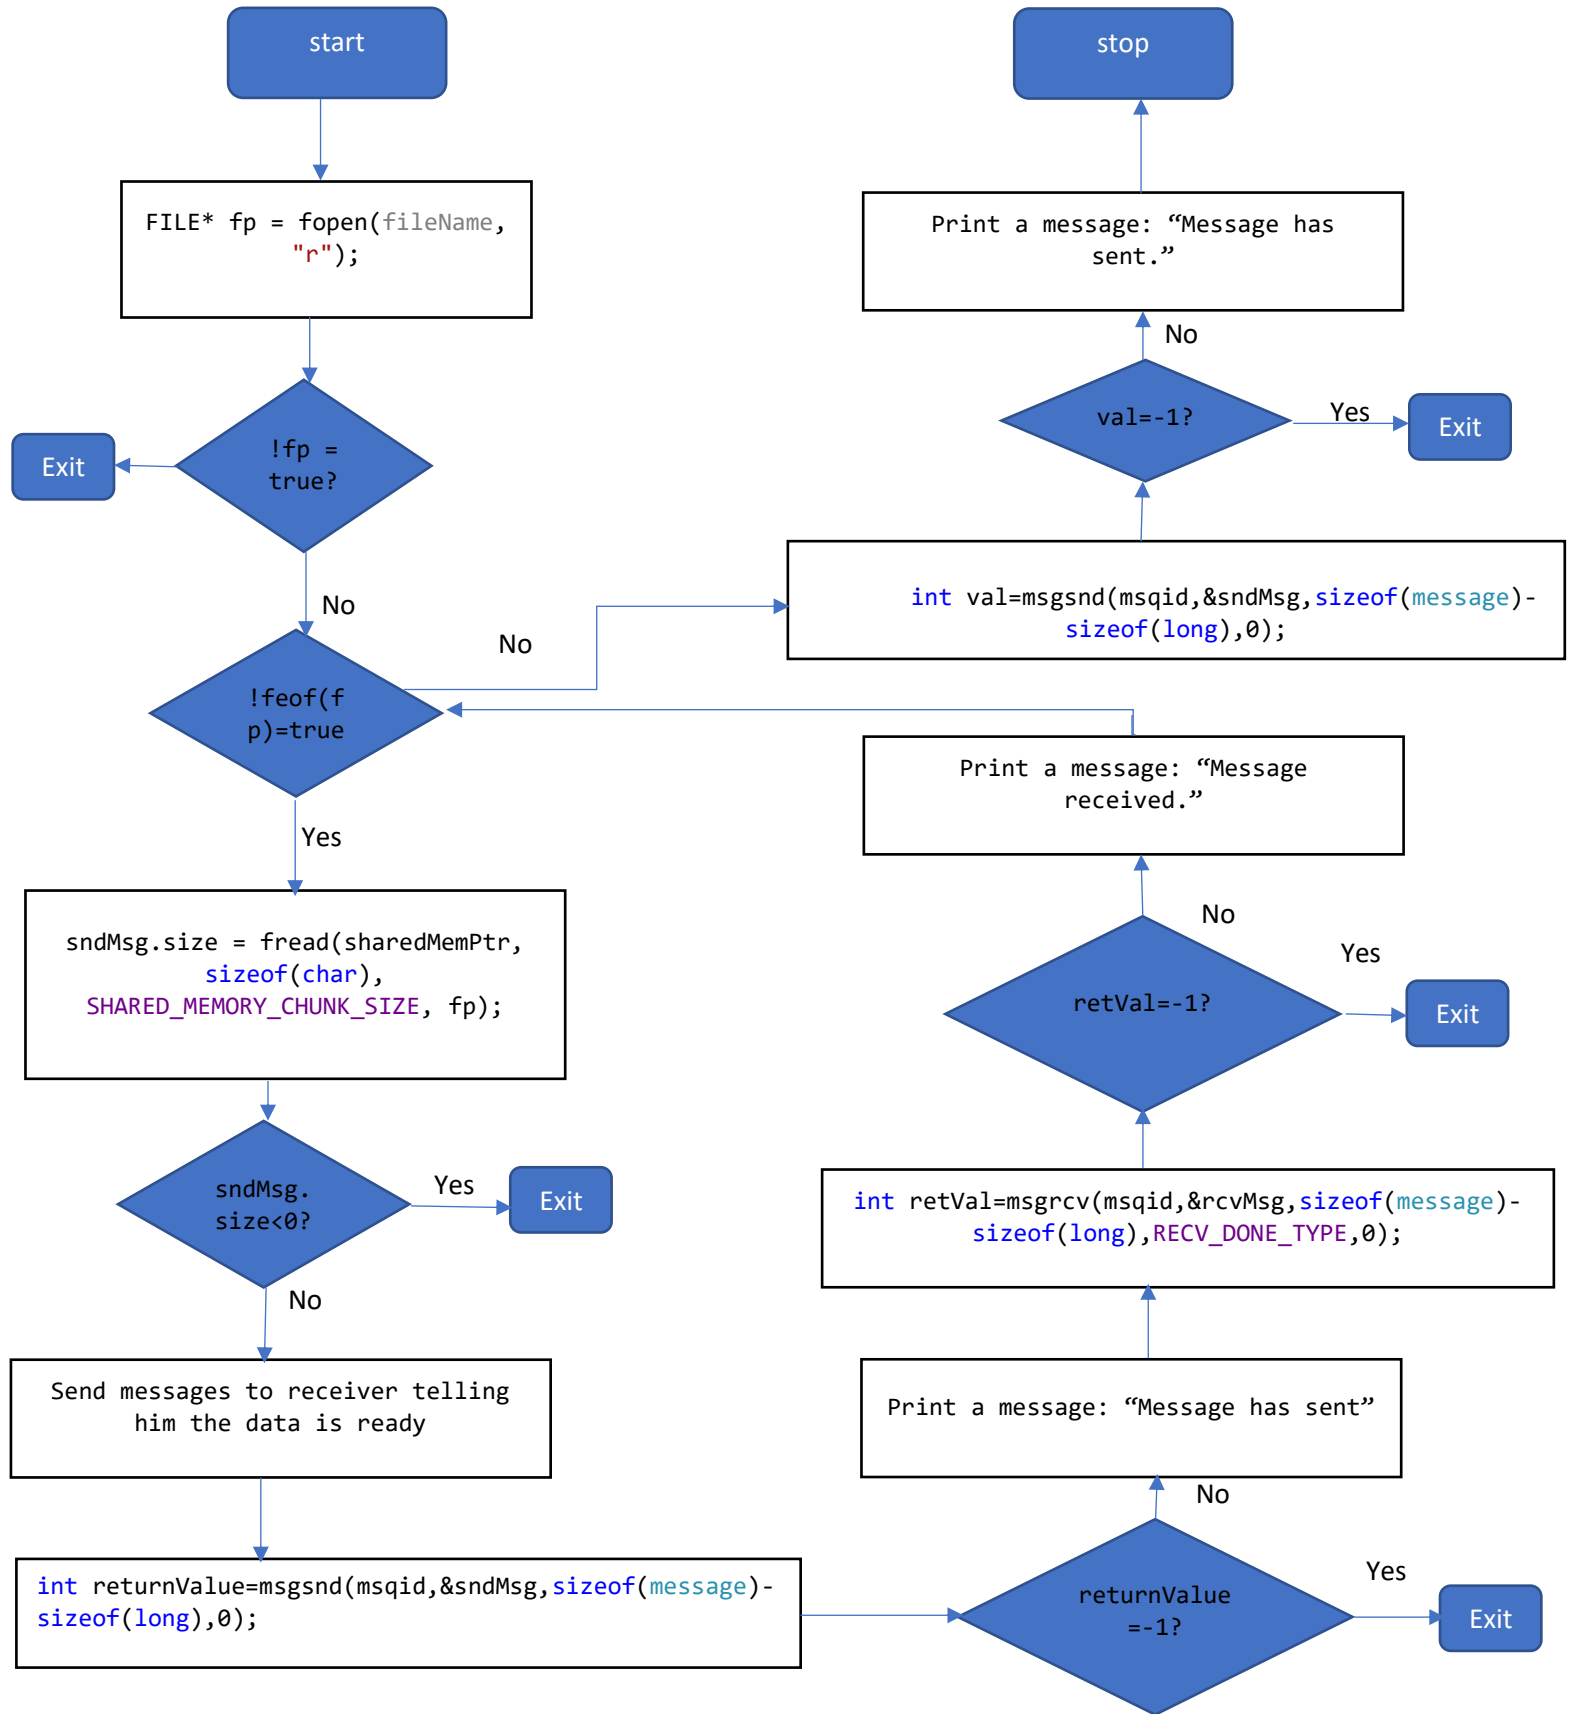 start
FILE* fp = fopen(fileName,
"r");
!fp =
true?
Exit
No
!feof(f
p)=true
No
Yes
sndMsg.size = fread(sharedMemPtr,
sizeof(char),
SHARED_MEMORY_CHUNK_SIZE, fp);
sndMsg.
size<0?
Yes
Exit
No
Send messages to receiver telling
him the data is ready
int returnValue=msgsnd(msqid,&sndMsg,sizeof(message)-
sizeof(long),0);
returnValue
=-1?
Yes
Exit
No
Print a message: “Message has sent”
int retVal=msgrcv(msqid,&rcvMsg,sizeof(message)-
sizeof(long),RECV_DONE_TYPE,0);
retVal=-1?
Yes
Exit
No
Print a message: “Message
received.”
int val=msgsnd(msqid,&sndMsg,sizeof(message)-
sizeof(long),0);
val=-1?
Yes
Exit
No
Print a message: “Message has
sent.”
stop